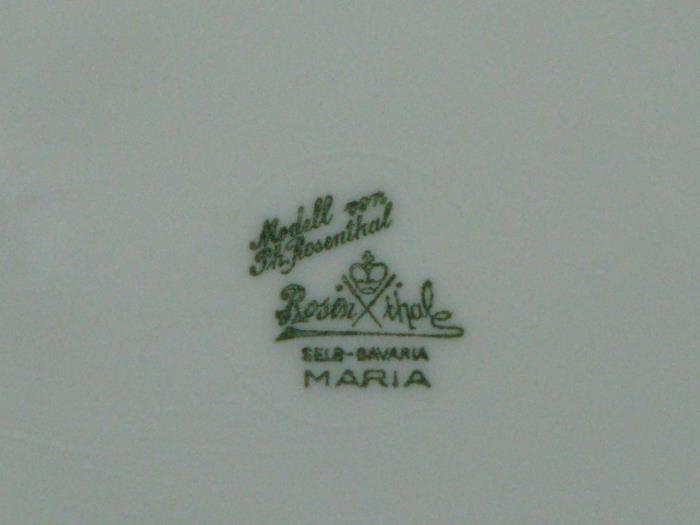 Modell von
Ph. Rosenthal
Rosenthal
SELB-BAVARIA
MARIA